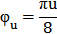 φᵤ = πu/8